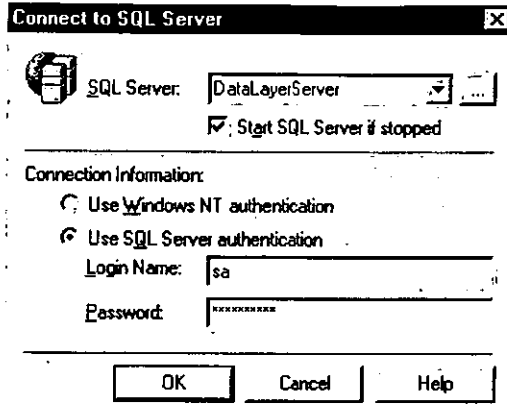 Connect to SQL Server
SQL Server: DataLayerServer ...
Start SQL Server if stopped
Connection Information:
Use Windows NT authentication
Use SQL Server authentication
Login Name: sa
Password: **********
OK Cancel Help